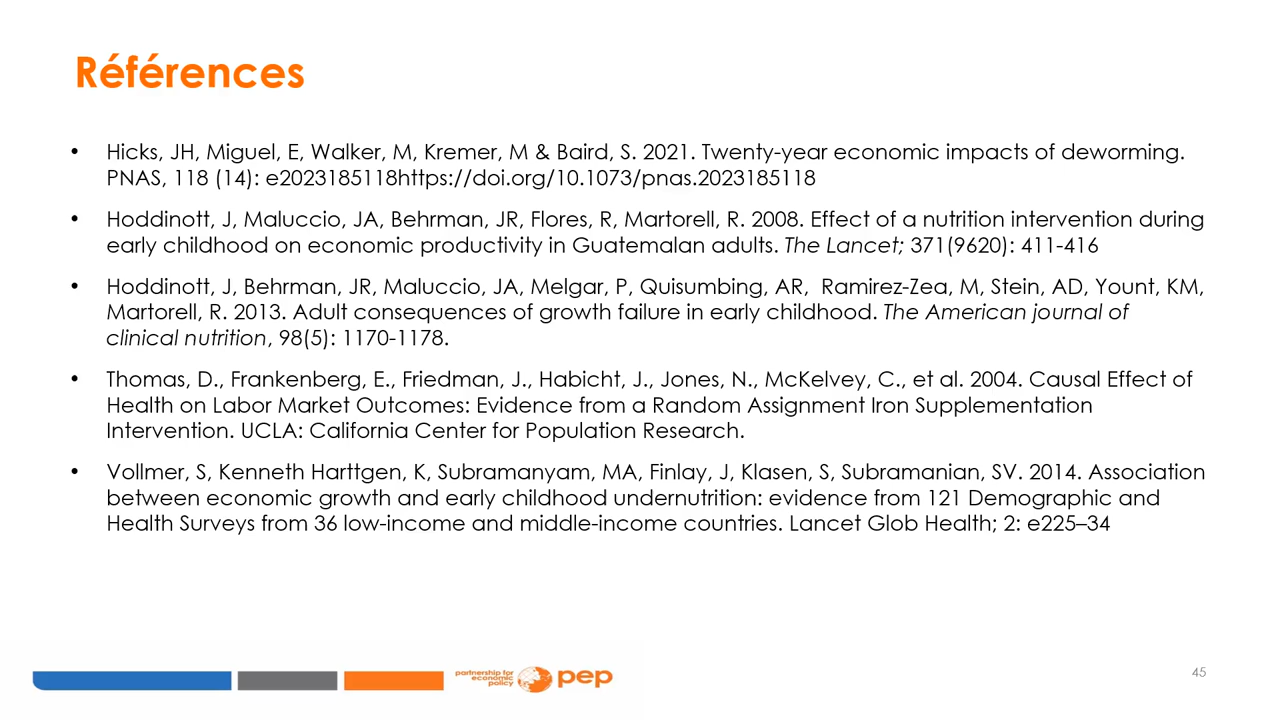 Références
• Hicks, JH, Miguel, E, Walker, M, Kremer, M & Baird, S. 2021. Twenty-year economic impacts of deworming.
PNAS, 118 (14): e2023185118https://doi.org/10.1073/pnas.2023185118
• Hoddinott, J, Maluccio, JA, Behrman, JR, Flores, R, Martorell, R. 2008. Effect of a nutrition intervention during
early childhood on economic productivity in Guatemalan adults. The Lancet; 371(9620): 411-416
• Hoddinott, J, Behrman, JR, Maluccio, JA, Melgar, P, Quisumbing, AR, Ramirez-Zea, M, Stein, AD, Yount, KM,
Martorell, R. 2013. Adult consequences of growth failure in early childhood. The American journal of
clinical nutrition, 98(5): 1170-1178.
• Thomas, D., Frankenberg, E., Friedman, J., Habicht, J., Jones, N., McKelvey, C., et al. 2004. Causal Effect of
Health on Labor Market Outcomes: Evidence from a Random Assignment Iron Supplementation
Intervention. UCLA: California Center for Population Research.
• Vollmer, S, Kenneth Harttgen, K, Subramanyam, MA, Finlay, J, Klasen, S, Subramanian, SV. 2014. Association
between economic growth and early childhood undernutrition: evidence from 121 Demographic and
Health Surveys from 36 low-income and middle-income countries. Lancet Glob Health; 2: e225–34
partnership for
economic
policy
pep
45